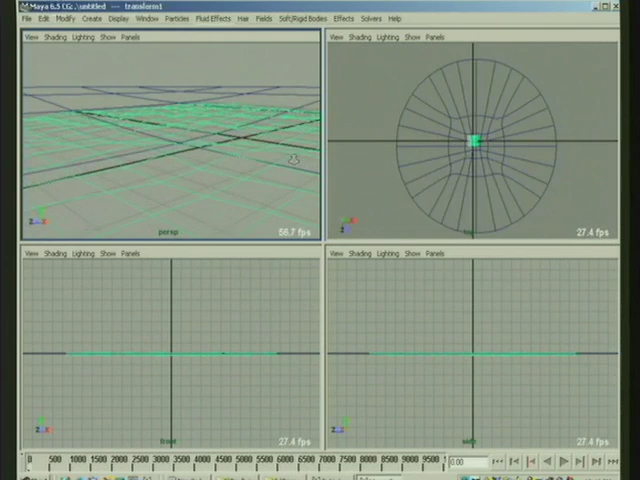 Maya 6.5 (C:\untitled --- transform1
File Edit Modify Create Display Window Particles Fluid Effects Hair Fields Soft/Rigid Bodies Effects Solvers Help
View Shading Lighting Show Panels
View Shading Lighting Show Panels
persp
56.7 fps
27.4 fps
View Shading Lighting Show Panels
View Shading Lighting Show Panels
front
27.4 fps
side
27.4 fps
0 500 1000 1500 2000 2500 3000 3500 4000 4500 5000 5500 6000 6500 7000 7500 8000 8500 9000 9500 1
0.00